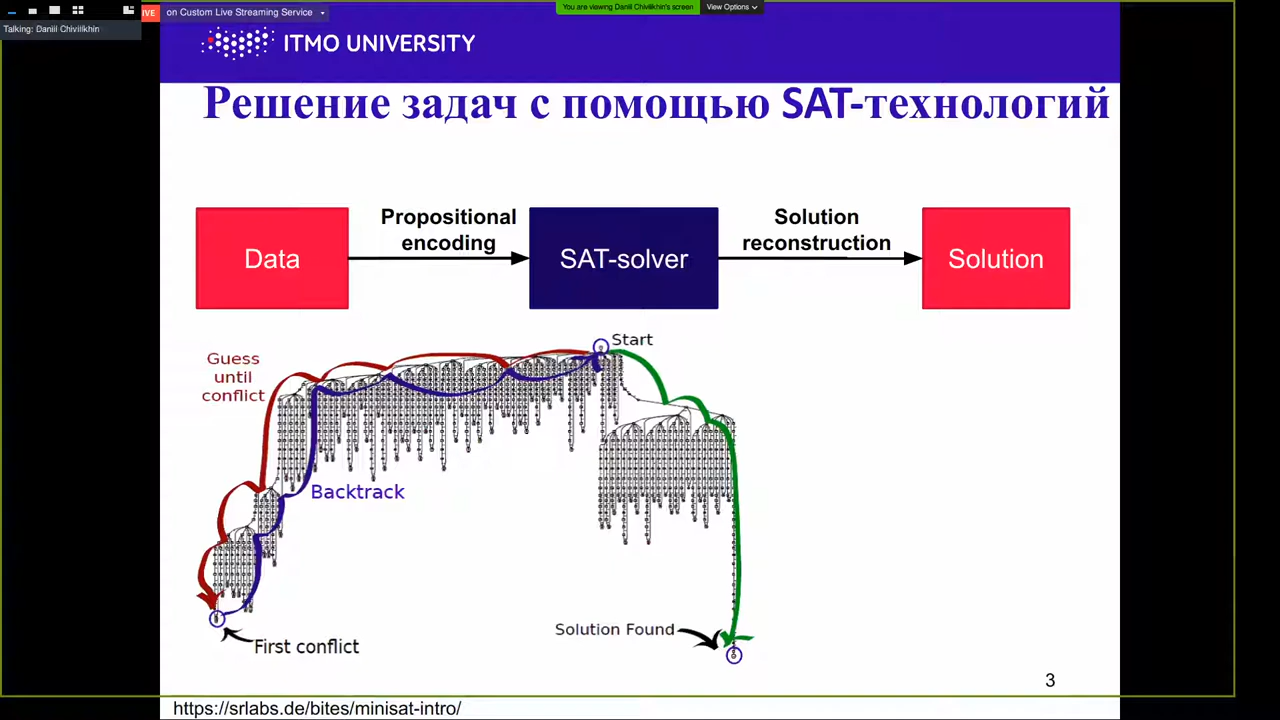 LIVE
on Custom Live Streaming Service
You are viewing Daniil Chivilikhin's screen
View Options
Talking: Daniil Chivilikhin
ITMO UNIVERSITY
Решение задач с помощью SAT-технологий
Data
Propositional
encoding
SAT-solver
Solution
reconstruction
Solution
Start
Guess
until
conflict
Backtrack
Solution Found
First conflict
3
https://srlabs.de/bites/minisat-intro/